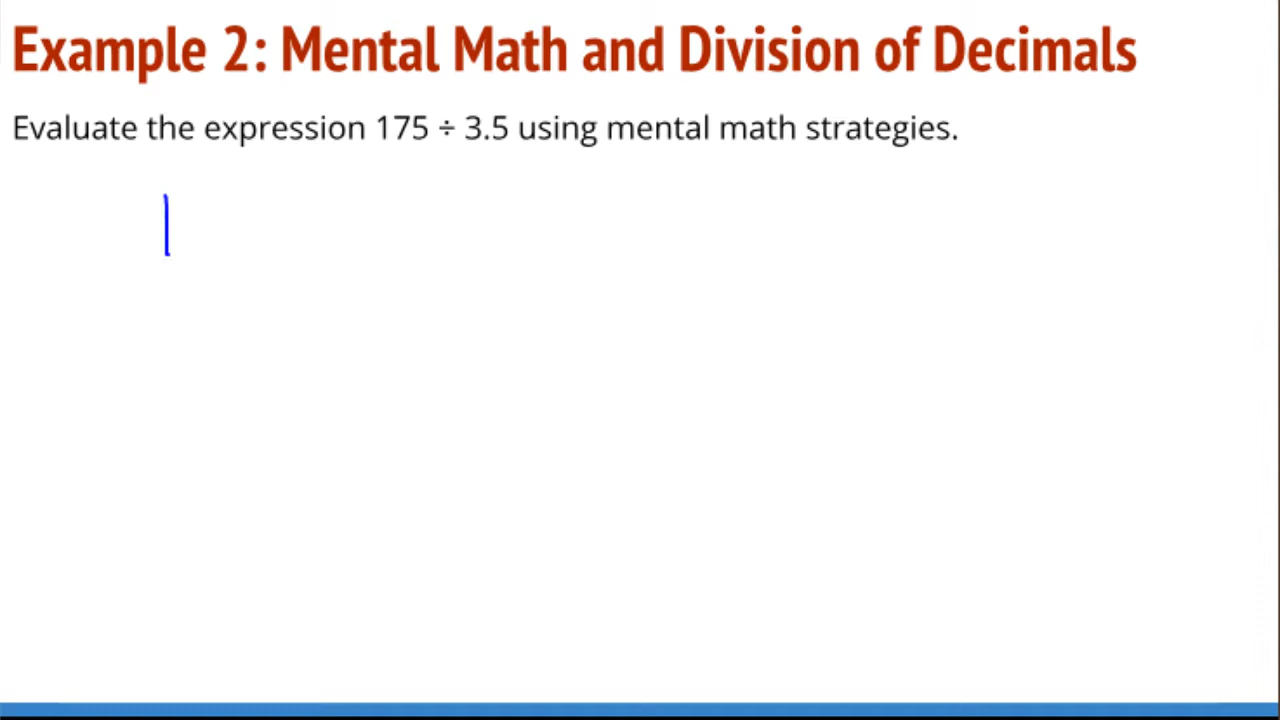 Example 2: Mental Math and Division of Decimals
Evaluate the expression 175 ÷ 3.5 using mental math strategies.